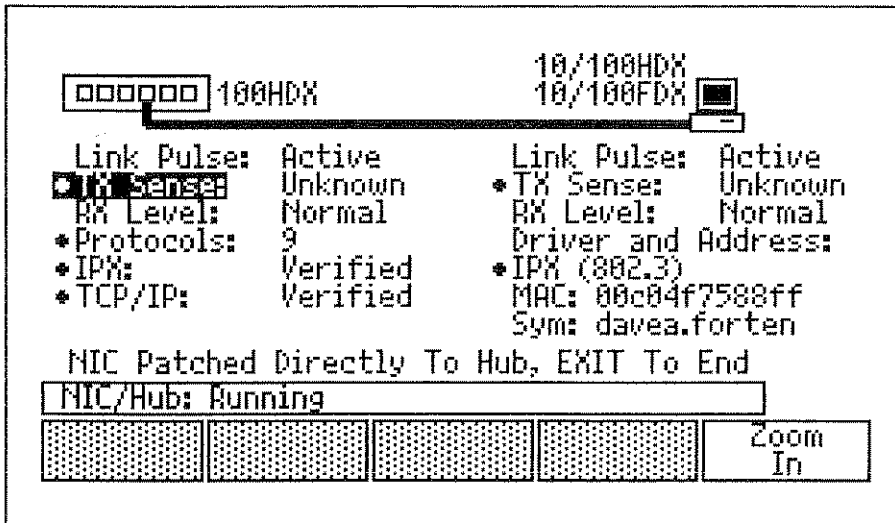 10/100HDX
100HDX 10/100FDX
Link Pulse: Active
•TX Sense: Unknown
RX Level: Normal
•Protocols: 9
•IPX: Verified
•TCP/IP: Verified
Link Pulse: Active
•TX Sense: Unknown
RX Level: Normal
Driver and Address:
•IPX (802.3)
MAC: 00c04f7588ff
Sym: davea.forten
NIC Patched Directly To Hub, EXIT To End
NIC/Hub: Running
Zoom
In